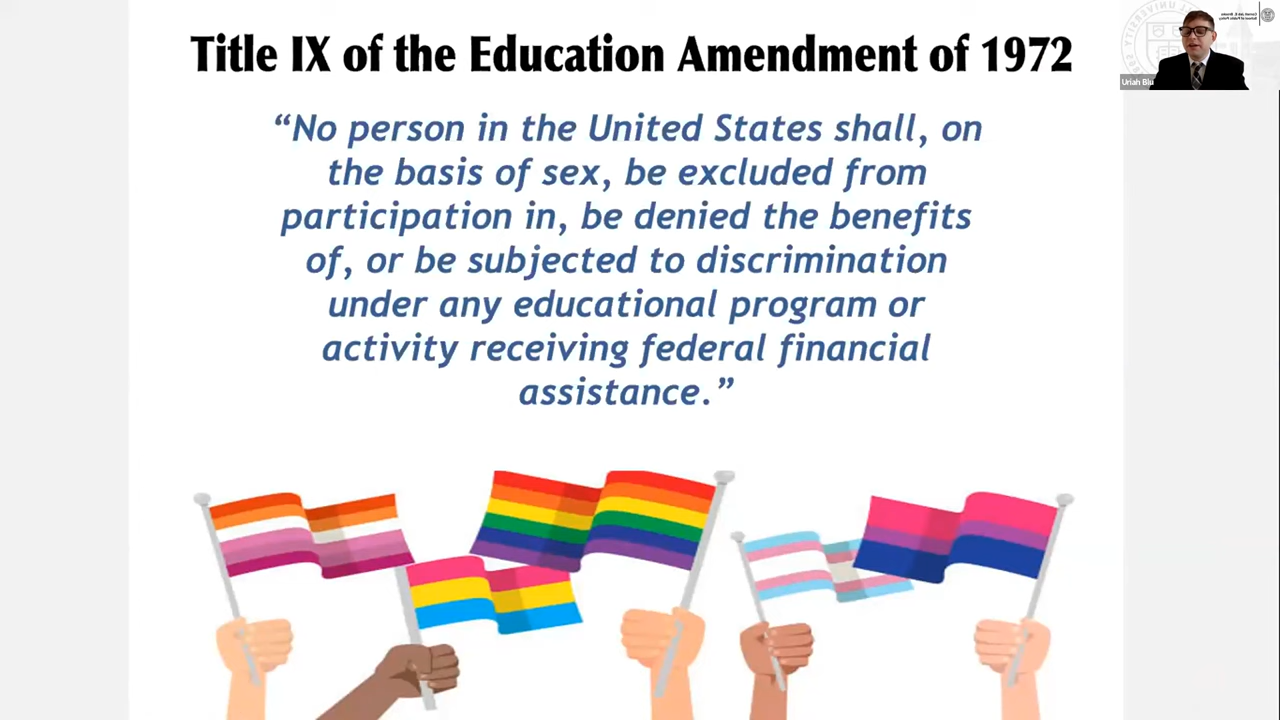 Title IX of the Education Amendment of 1972
“No person in the United States shall, on
the basis of sex, be excluded from
participation in, be denied the benefits
of, or be subjected to discrimination
under any educational program or
activity receiving federal financial
assistance.”
Uriah Blu